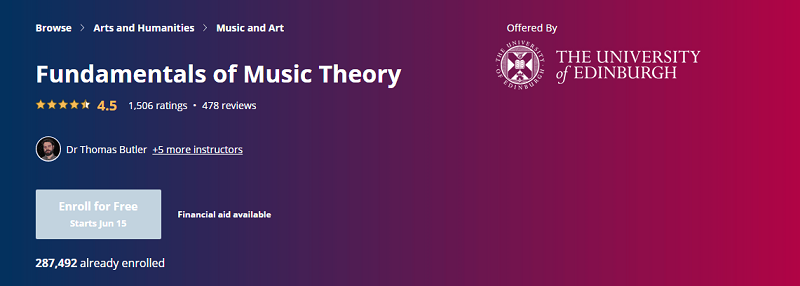 Browse > Arts and Humanities > Music and Art
Fundamentals of Music Theory
4.5 1,506 ratings • 478 reviews
Dr Thomas Butler +5 more instructors
Enroll for Free
Starts Jun 15
Financial aid available
287,492 already enrolled
Offered By
THE UNIVERSITY OF EDINBURGH
THE UNIVERSITY
of EDINBURGH